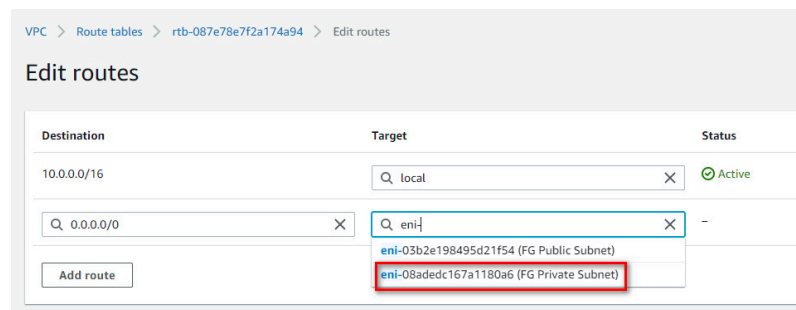 VPC > Route tables > rtb-087e78e7f2a174a94 > Edit routes
Edit routes
Destination Target Status
10.0.0.0/16 local Active
0.0.0.0/0 eni- –
eni-03b2e198495d21f54 (FG Public Subnet)
eni-08adedc167a1180a6 (FG Private Subnet)
Add route